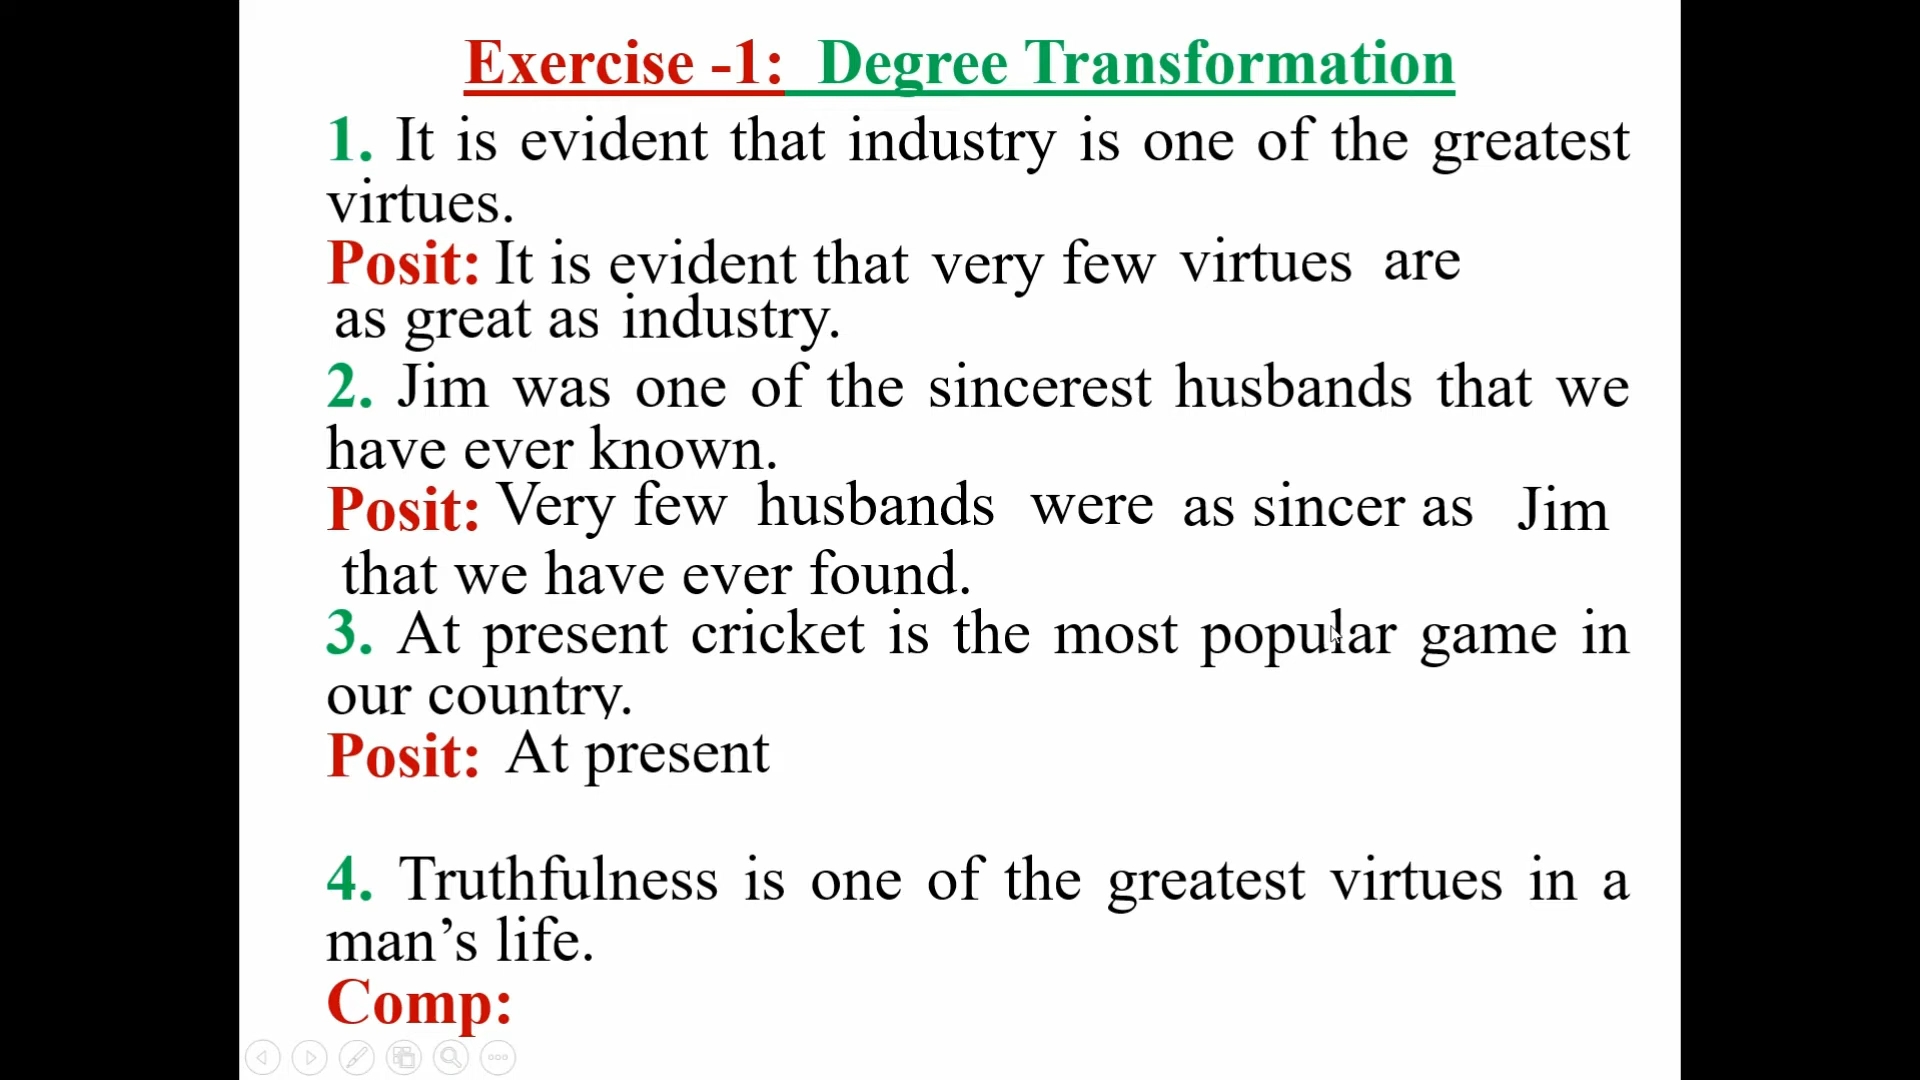 Exercise -1: Degree Transformation
1. It is evident that industry is one of the greatest
virtues.
Posit: It is evident that very few virtues are
as great as industry.
2. Jim was one of the sincerest husbands that we
have ever known.
Posit: Very few husbands were as sincer as Jim
that we have ever found.
3. At present cricket is the most popular game in
our country.
Posit: At present
4. Truthfulness is one of the greatest virtues in a
man’s life.
Comp: